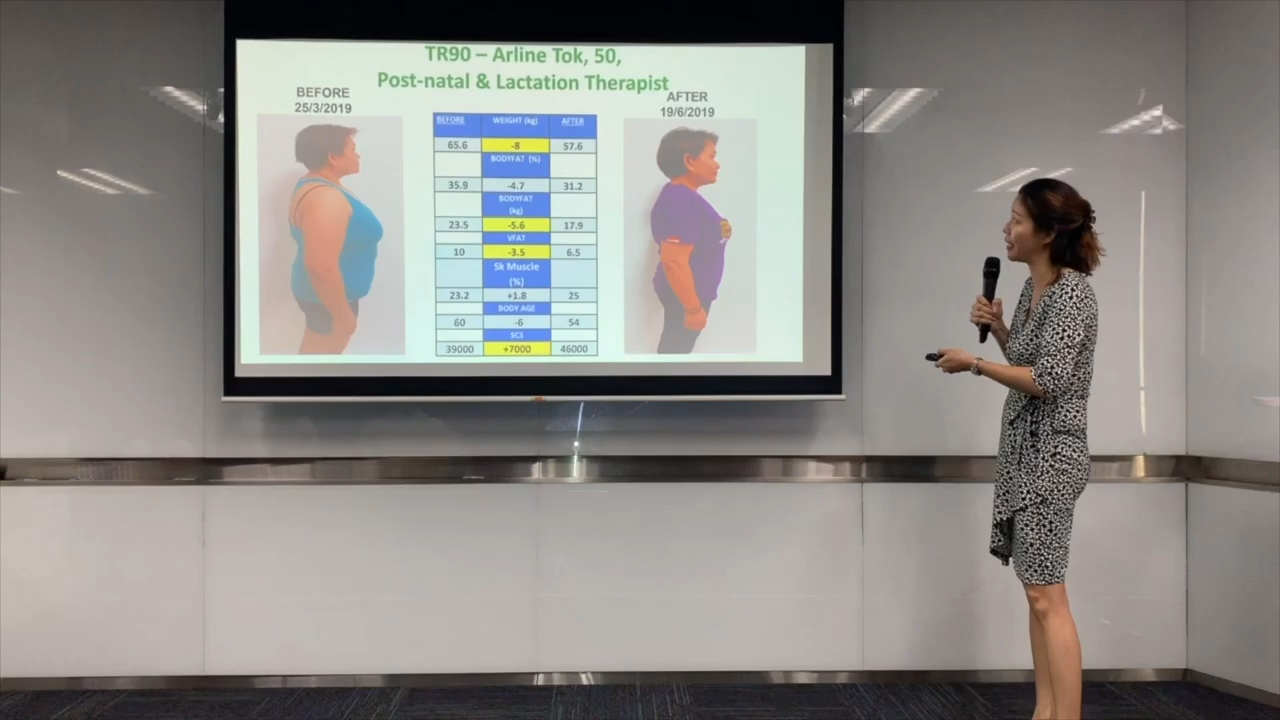 TR90 – Arline Tok, 50,
Post-natal & Lactation Therapist
BEFORE
25/3/2019
AFTER
19/6/2019
BEFORE WEIGHT (kg) AFTER
65.6 -8 57.6
BODYFAT (%)
35.9 -4.7 31.2
BODYFAT
(kg)
23.5 -5.6 17.9
VFAT
10 -3.5 6.5
Sk Muscle
(%)
23.2 +1.8 25
BODY AGE
60 -6 54
SCS
39000 +7000 46000